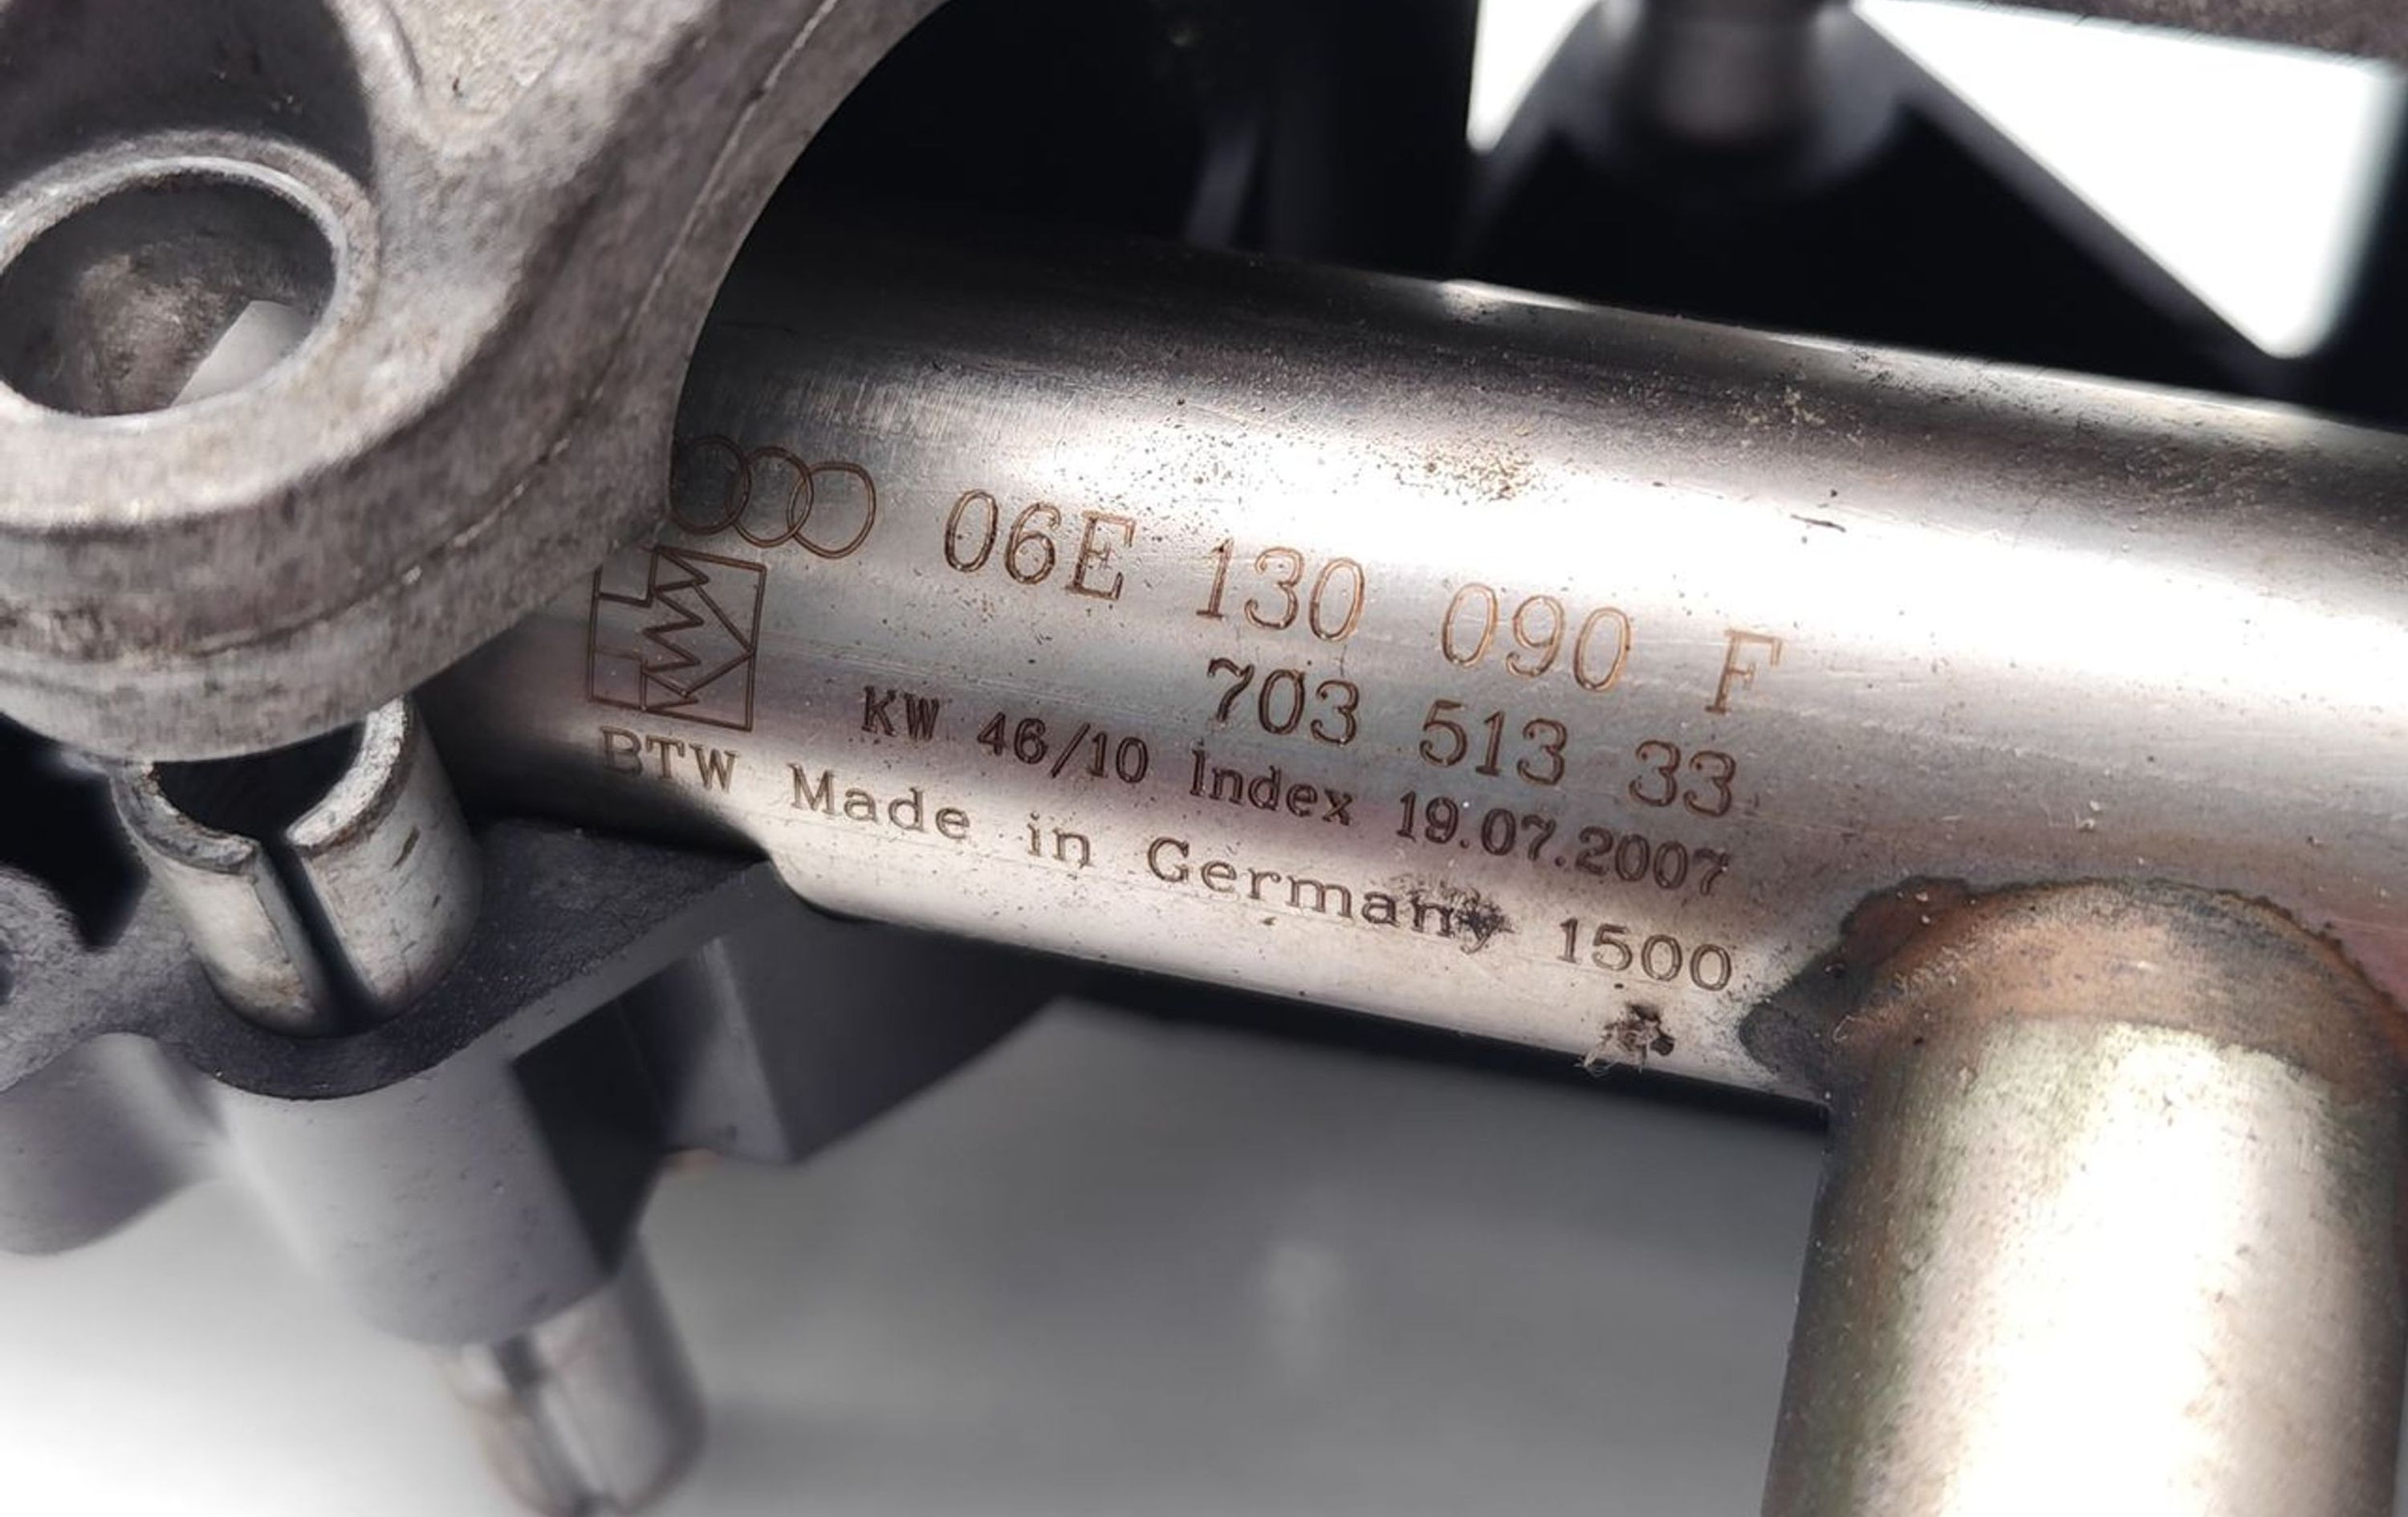 06E 130 090 F
703 513 33
KW 46/10 Index 19.07.2007
BTW Made in Germany 1500